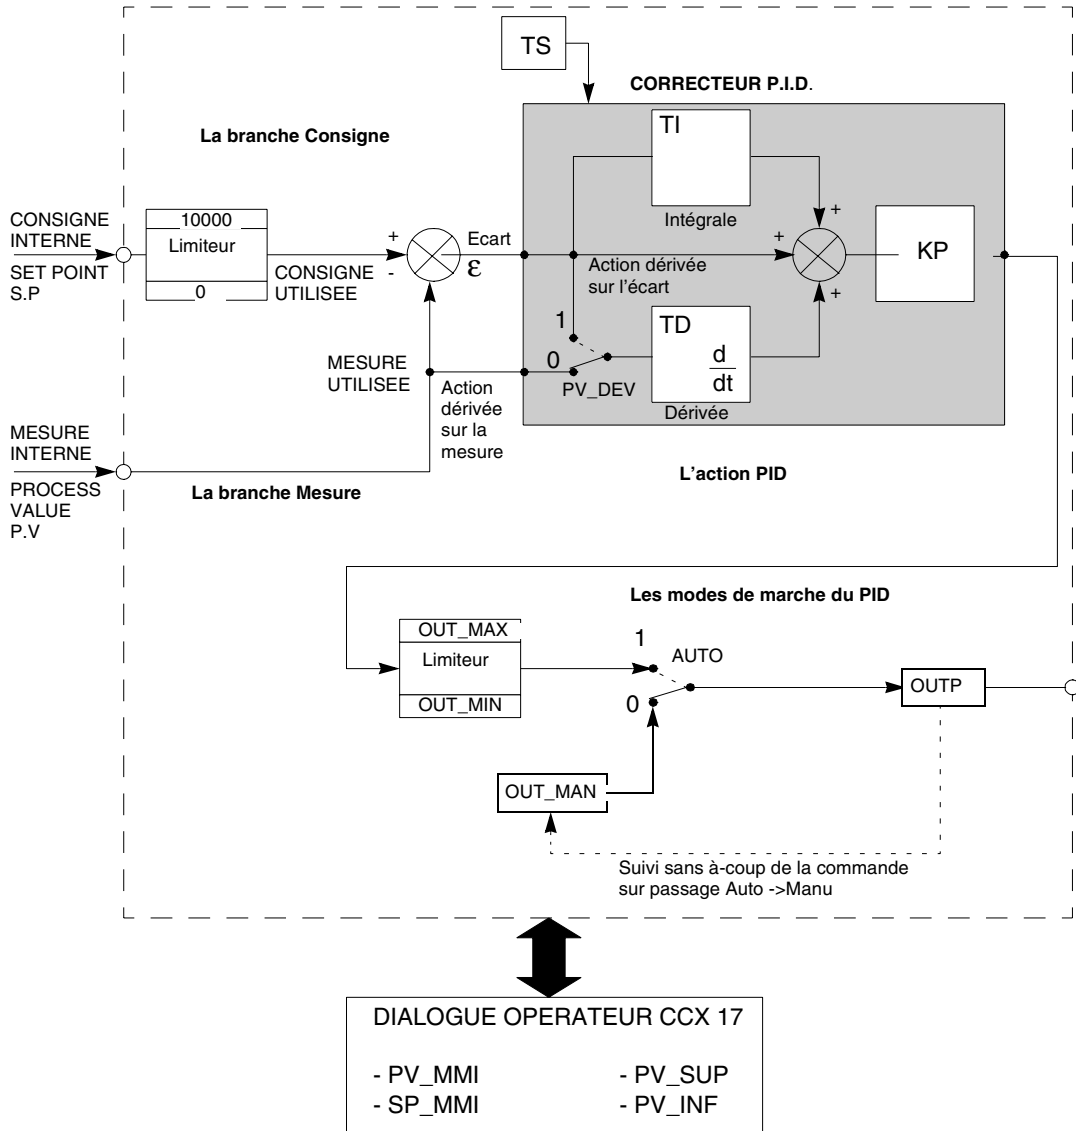 TS
CORRECTEUR P.I.D.
La branche Consigne
TI
Intégrale
CONSIGNE
INTERNE
SET POINT
S.P
10000
Limiteur
0
CONSIGNE
UTILISEE
+
-
Ecart
ε
Action dérivée
sur l'écart
+
+
+
KP
1
0
PV_DEV
TD
d
dt
Dérivée
MESURE
UTILISEE
Action
dérivée
sur la
mesure
MESURE
INTERNE
PROCESS
VALUE
P.V
La branche Mesure
L'action PID
Les modes de marche du PID
OUT_MAX
Limiteur
OUT_MIN
1
AUTO
0
OUTP
OUT_MAN
Suivi sans à-coup de la commande
sur passage Auto ->Manu
DIALOGUE OPERATEUR CCX 17
- PV_MMI - PV_SUP
- SP_MMI - PV_INF